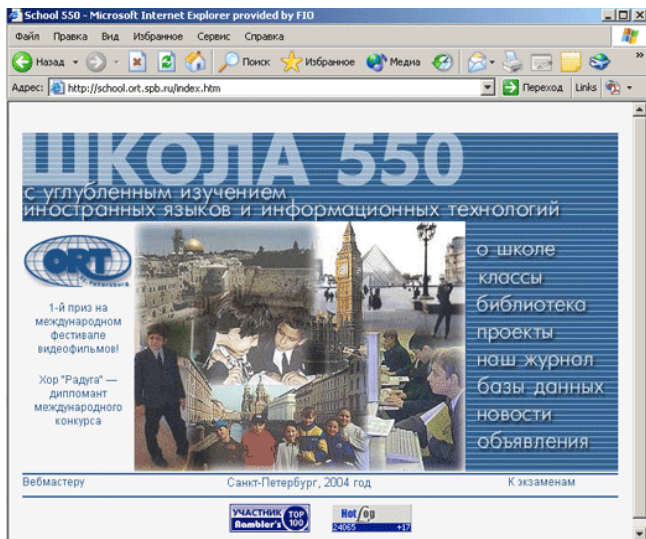 School 550 - Microsoft Internet Explorer provided by FIO
Файл Правка Вид Избранное Сервис Справка
Назад Поиск Избранное Медиа
Адрес: http://school.ort.spb.ru/index.htm Переход Links
ШКОЛА 550
с углубленным изучением
иностранных языков и информационных технологий
ORT
St.Petersburg
1-й приз на
международном
фестивале
видеофильмов!
Хор "Радуга" —
дипломант
международного
конкурса
о школе
классы
библиотека
проекты
наш журнал
базы данных
новости
объявления
Вебмастеру Санкт-Петербург, 2004 год К экзаменам
УЧАСТНИК TOP
Rambler's 100
HotLog
24065 +17